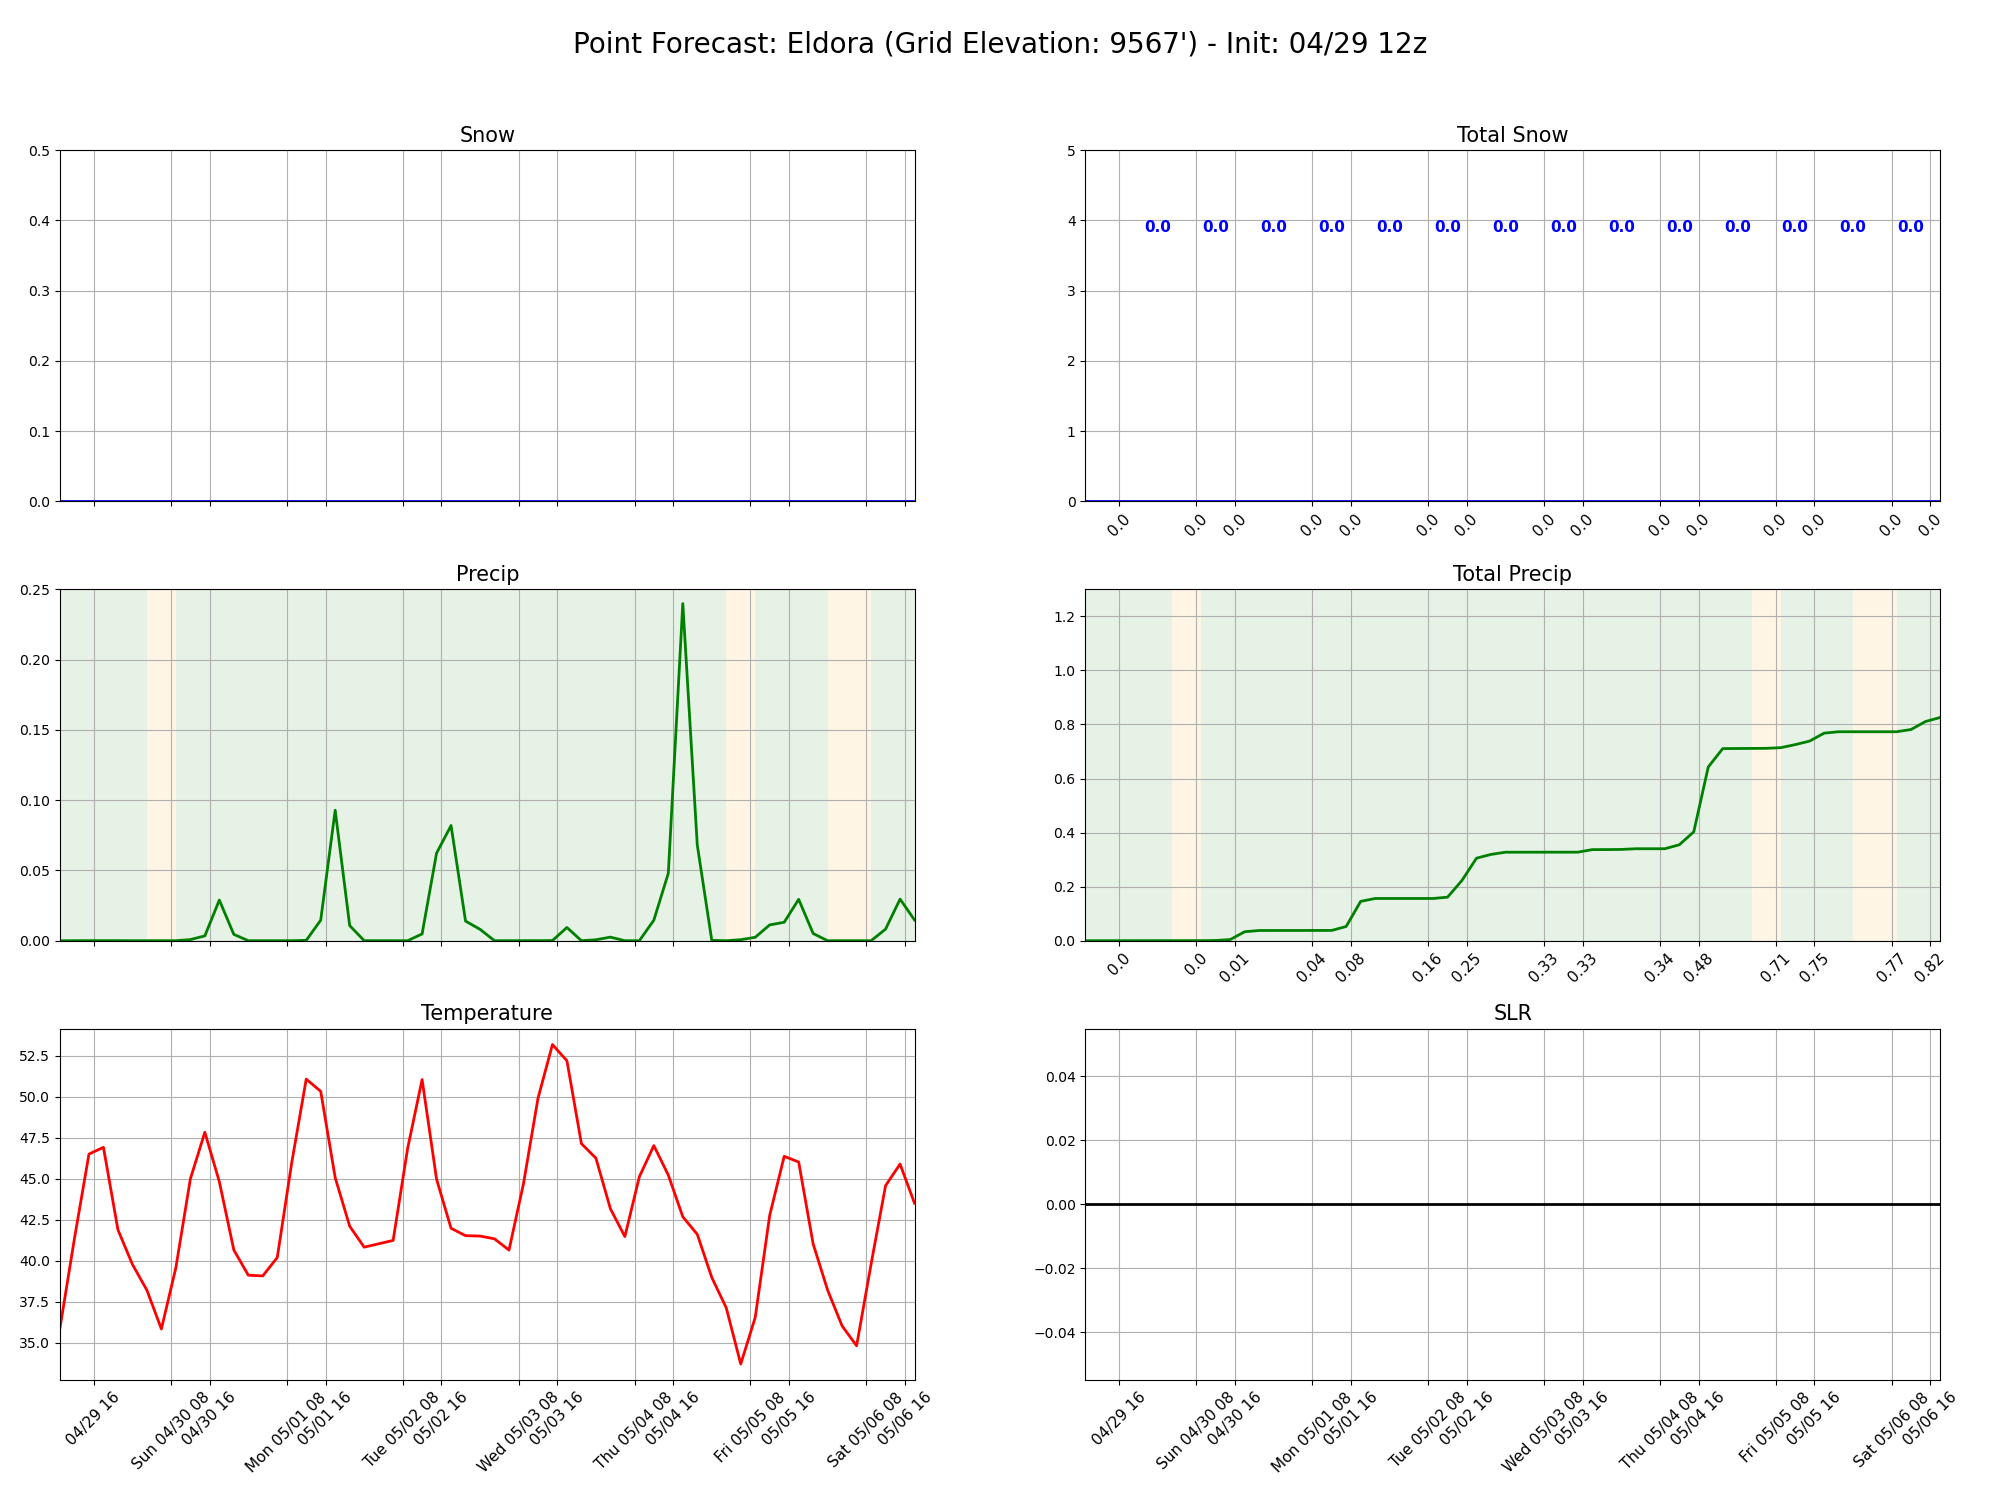 Point Forecast: Eldora (Grid Elevation: 9567') - Init: 04/29 12z
Snow
0.5
0.4
0.3
0.2
0.1
0.0
Total Snow
5
4
3
2
1
0
0.0 0.0 0.0 0.0 0.0 0.0 0.0 0.0 0.0 0.0 0.0 0.0 0.0 0.0
0.0 0.0 0.0 0.0 0.0 0.0 0.0 0.0 0.0 0.0 0.0 0.0 0.0 0.0 0.0
Precip
0.25
0.20
0.15
0.10
0.05
0.00
Total Precip
1.2
1.0
0.8
0.6
0.4
0.2
0.0
0.0 0.0 0.01 0.04 0.08 0.16 0.25 0.33 0.33 0.34 0.48 0.71 0.75 0.77 0.82
Temperature
52.5
50.0
47.5
45.0
42.5
40.0
37.5
35.0
04/29 16
Sun 04/30 08
04/30 16
Mon 05/01 08
05/01 16
Tue 05/02 08
05/02 16
Wed 05/03 08
05/03 16
Thu 05/04 08
05/04 16
Fri 05/05 08
05/05 16
Sat 05/06 08
05/06 16
SLR
0.04
0.02
0.00
−0.02
−0.04
04/29 16
Sun 04/30 08
04/30 16
Mon 05/01 08
05/01 16
Tue 05/02 08
05/02 16
Wed 05/03 08
05/03 16
Thu 05/04 08
05/04 16
Fri 05/05 08
05/05 16
Sat 05/06 08
05/06 16